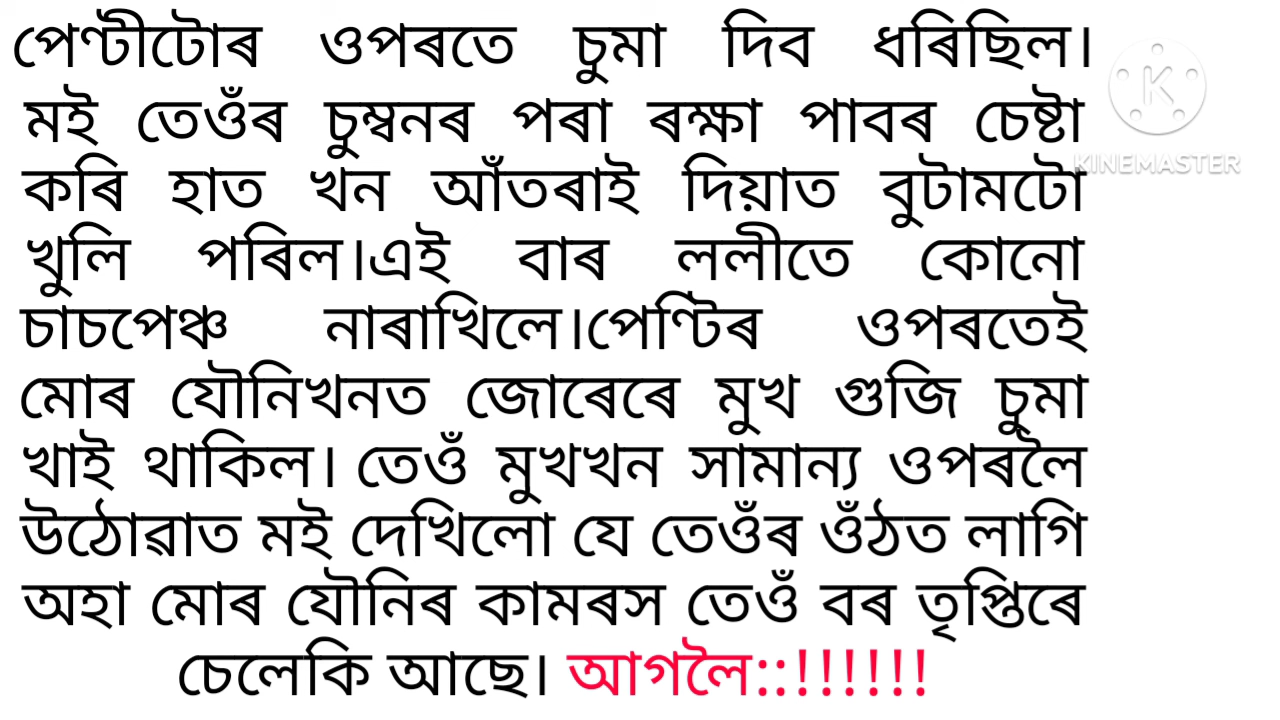 পেণ্টীটোৰ ওপৰতে চুমা দিব ধৰিছিল।
মই তেওঁৰ চুম্বনৰ পৰা ৰক্ষা পাবৰ চেষ্টা
কৰি হাত খন আঁতৰাই দিয়াত বুটামটো
খুলি পৰিল।এই বাৰ ললীতে কোনো
চাচপেঞ্চ নাৰাখিলে।পেণ্টিৰ ওপৰতেই
মোৰ যৌনিখনত জোৰেৰে মুখ গুজি চুমা
খাই থাকিল। তেওঁ মুখখন সামান্য ওপৰলৈ
উঠোৱাত মই দেখিলো যে তেওঁৰ ওঁঠত লাগি
অহা মোৰ যৌনিৰ কামৰস তেওঁ বৰ তৃপ্তিৰে
চেলেকি আছে। আগলৈ::!!!!!!
K
KINEMASTER